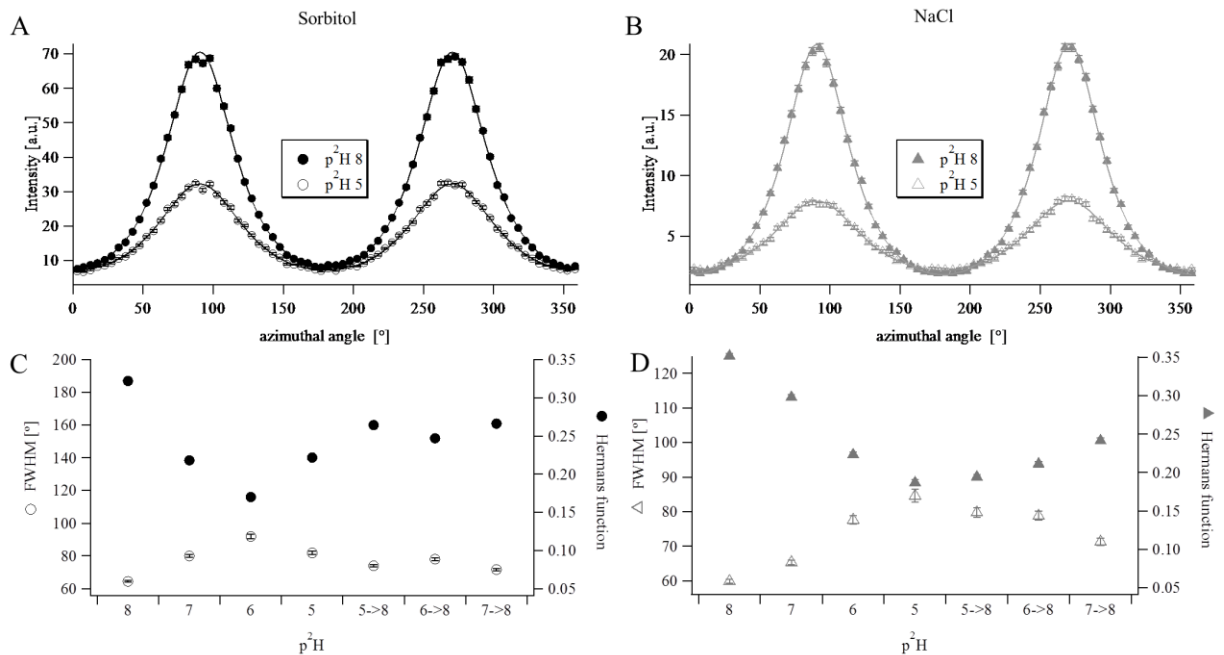 A
Sorbitol
70
60
50
40
30
20
10
Intensity [a.u.]
p²H 8
p²H 5
0 50 100 150 200 250 300 350
azimuthal angle [°]
B
NaCl
20
15
10
5
Intensity [a.u.]
p²H 8
p²H 5
0 50 100 150 200 250 300 350
azimuthal angle [°]
C
200
180
160
140
120
100
80
60
FWHM [°]
0.35
0.30
0.25
0.20
0.15
0.10
0.05
Hermans function
8 7 6 5 5->8 6->8 7->8
p²H
D
120
110
100
90
80
70
60
FWHM [°]
0.35
0.30
0.25
0.20
0.15
0.10
0.05
Hermans function
8 7 6 5 5->8 6->8 7->8
p²H